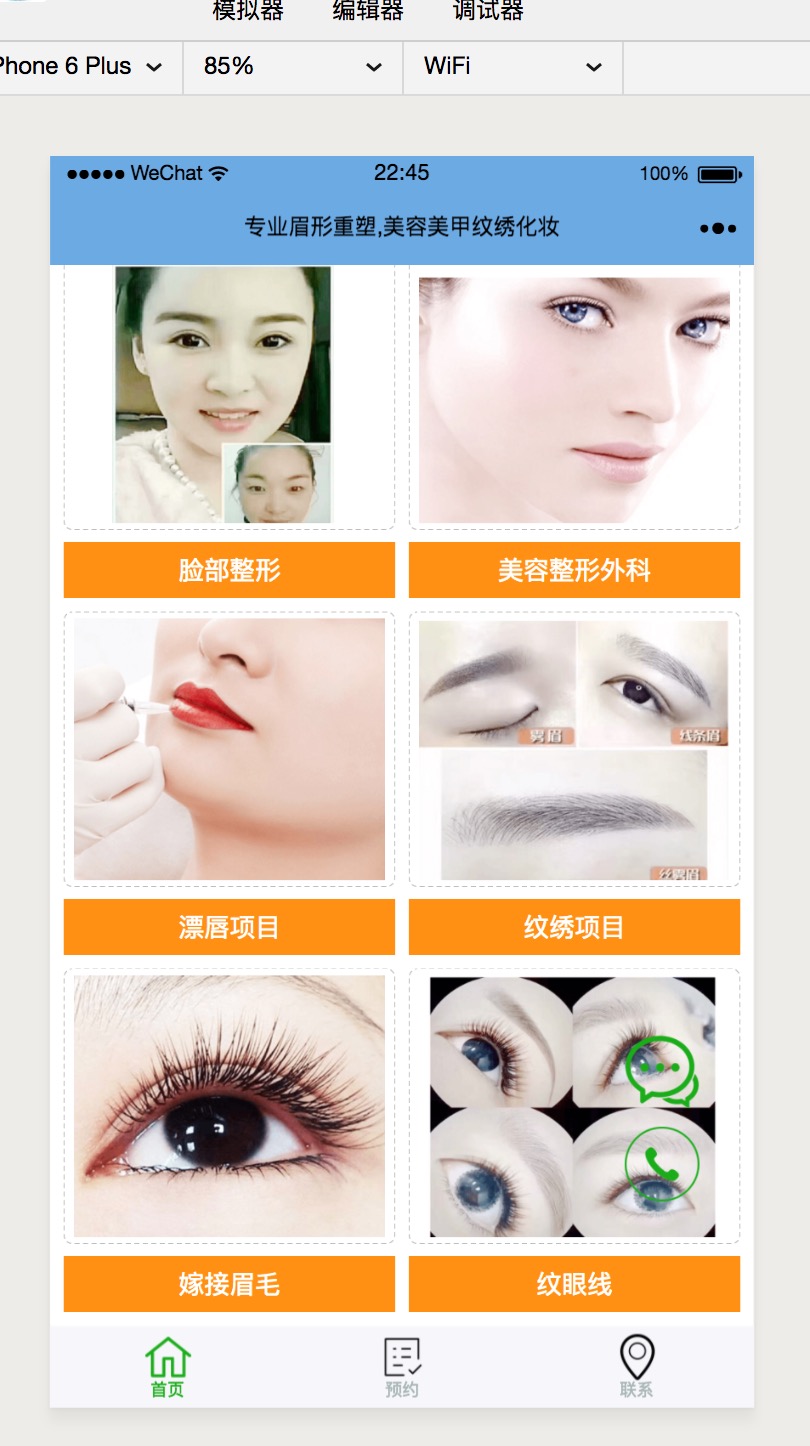 模拟器 编辑器 调试器
Phone 6 Plus 85% WiFi
WeChat 22:45 100%
专业眉形重塑,美容美甲纹绣化妆
脸部整形 美容整形外科
雾眉 线条眉
丝雾眉
漂唇项目 纹绣项目
嫁接眉毛 纹眼线
首页 预约 联系